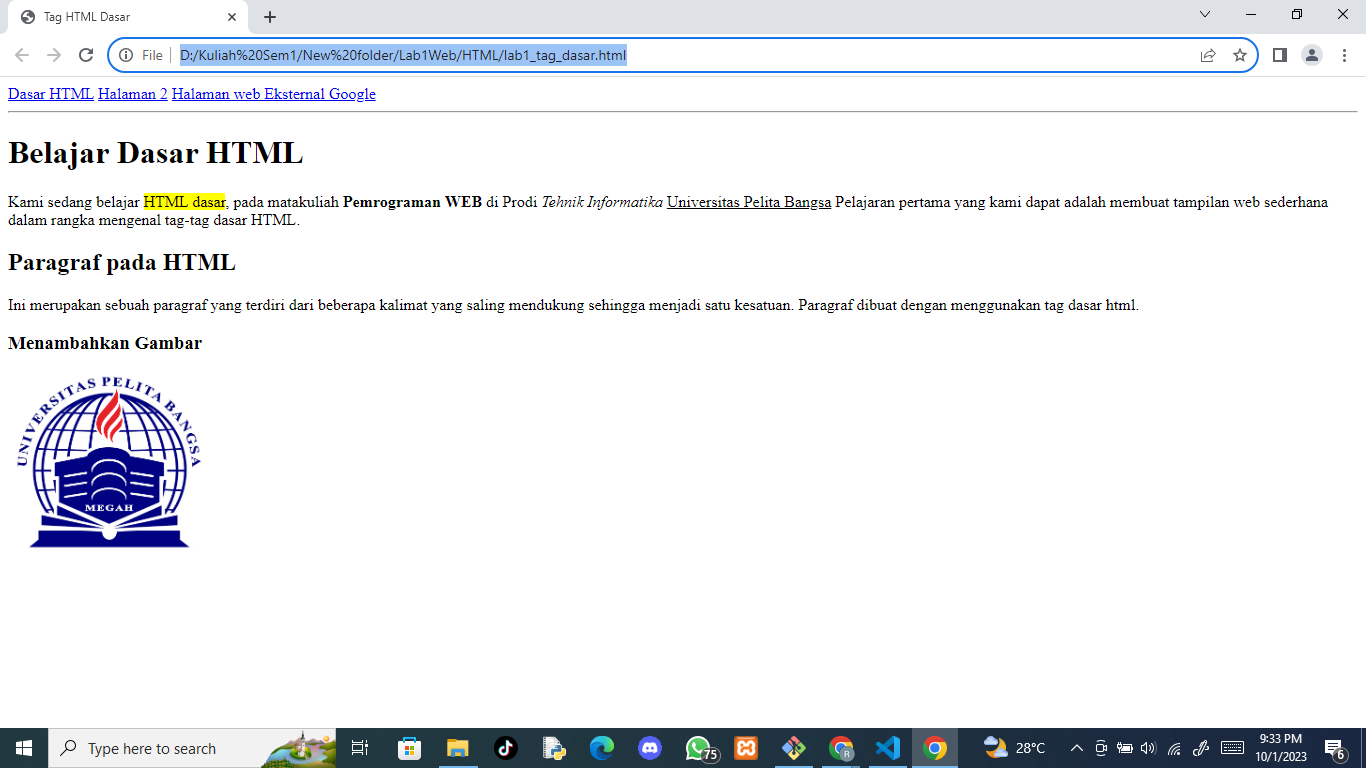 Tag HTML Dasar
File
D:/Kuliah%20Sem1/New%20folder/Lab1Web/HTML/lab1_tag_dasar.html
Dasar HTML Halaman 2 Halaman web Eksternal Google
Belajar Dasar HTML
Kami sedang belajar HTML dasar, pada matakuliah Pemrograman WEB di Prodi Tehnik Informatika Universitas Pelita Bangsa Pelajaran pertama yang kami dapat adalah membuat tampilan web sederhana
dalam rangka mengenal tag-tag dasar HTML.
Paragraf pada HTML
Ini merupakan sebuah paragraf yang terdiri dari beberapa kalimat yang saling mendukung sehingga menjadi satu kesatuan. Paragraf dibuat dengan menggunakan tag dasar html.
Menambahkan Gambar
UNIVERSITAS PELITA BANGSA
MEGAH
Type here to search
75
R
28°C
9:33 PM
10/1/2023
6